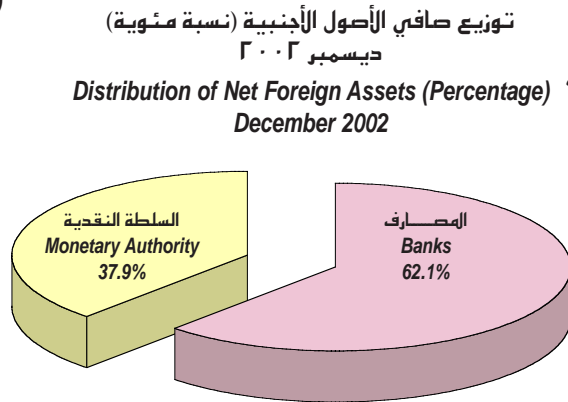 توزيع صافي الأصول الأجنبية (نسبة مئوية)
ديسمبر ٢٠٠٢
Distribution of Net Foreign Assets (Percentage)
December 2002
السلطة النقدية
Monetary Authority
37.9%
المصــارف
Banks
62.1%